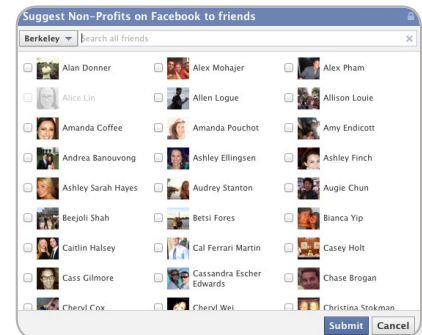 Suggest Non-Profits on Facebook to friends
Berkeley Search all friends
Alan Donner Alex Mohajer Alex Pham
Alice Lin Allen Logue Allison Louie
Amanda Coffee Amanda Pouchot Amy Endicott
Andrea Banouvong Ashley Ellingsen Ashley Finch
Ashley Sarah Hayes Audrey Stanton Augie Chun
Beejoli Shah Betsi Fores Bianca Yip
Caitlin Halsey Cal Ferrari Martin Casey Holt
Cass Gilmore Cassandra Escher Chase Brogan
Edwards
Cheryl Cox Cheryl Wei Christina Stokman
Submit Cancel